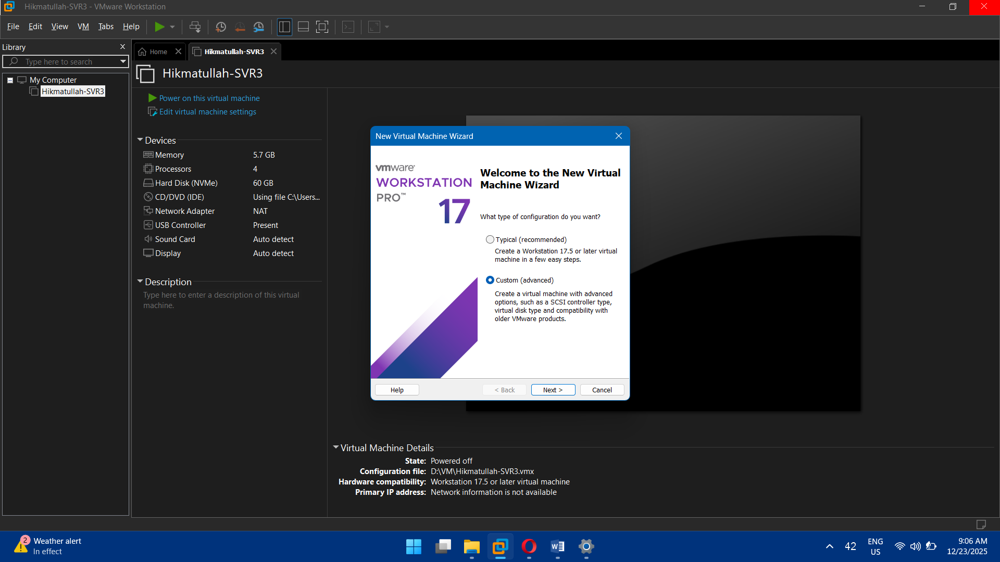 Hikmatullah-SVR3 - VMware Workstation
File Edit View VM Tabs Help
Library
Type here to search
My Computer
Hikmatullah-SVR3
Home
Hikmatullah-SVR3
Hikmatullah-SVR3
Power on this virtual machine
Edit virtual machine settings
Devices
Memory 5.7 GB
Processors 4
Hard Disk (NVMe) 60 GB
CD/DVD (IDE) Using file C:\Users...
Network Adapter NAT
USB Controller Present
Sound Card Auto detect
Display Auto detect
Description
Type here to enter a description of this virtual
machine.
New Virtual Machine Wizard
vmware®
WORKSTATION
PRO™
17
Welcome to the New Virtual
Machine Wizard
What type of configuration do you want?
Typical (recommended)
Create a Workstation 17.5 or later virtual
machine in a few easy steps.
Custom (advanced)
Create a virtual machine with advanced
options, such as a SCSI controller type,
virtual disk type and compatibility with
older VMware products.
Help < Back Next > Cancel
Virtual Machine Details
State: Powered off
Configuration file: D:\VM\Hikmatullah-SVR3.vmx
Hardware compatibility: Workstation 17.5 or later virtual machine
Primary IP address: Network information is not available
2
Weather alert
In effect
42
ENG
US
9:06 AM
12/23/2025